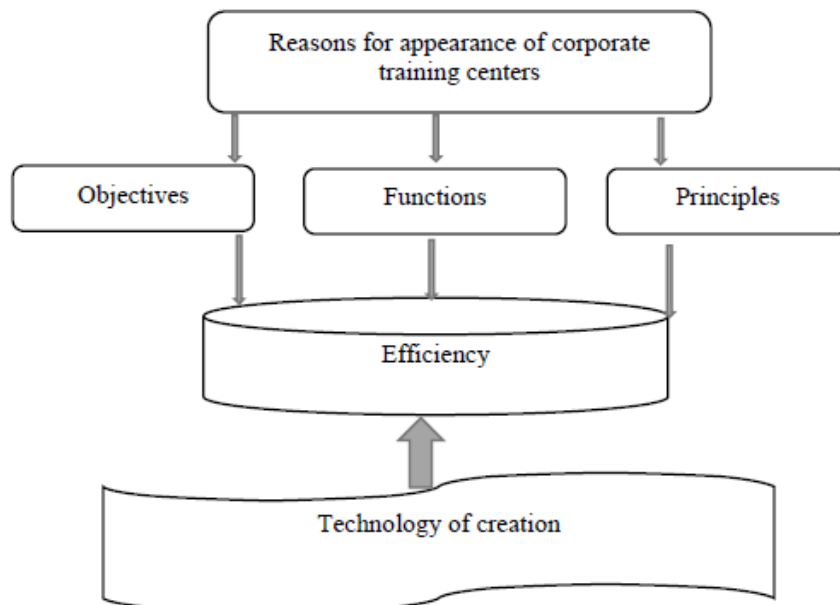 Reasons for appearance of corporate
training centers
Objectives
Functions
Principles
Efficiency
Technology of creation